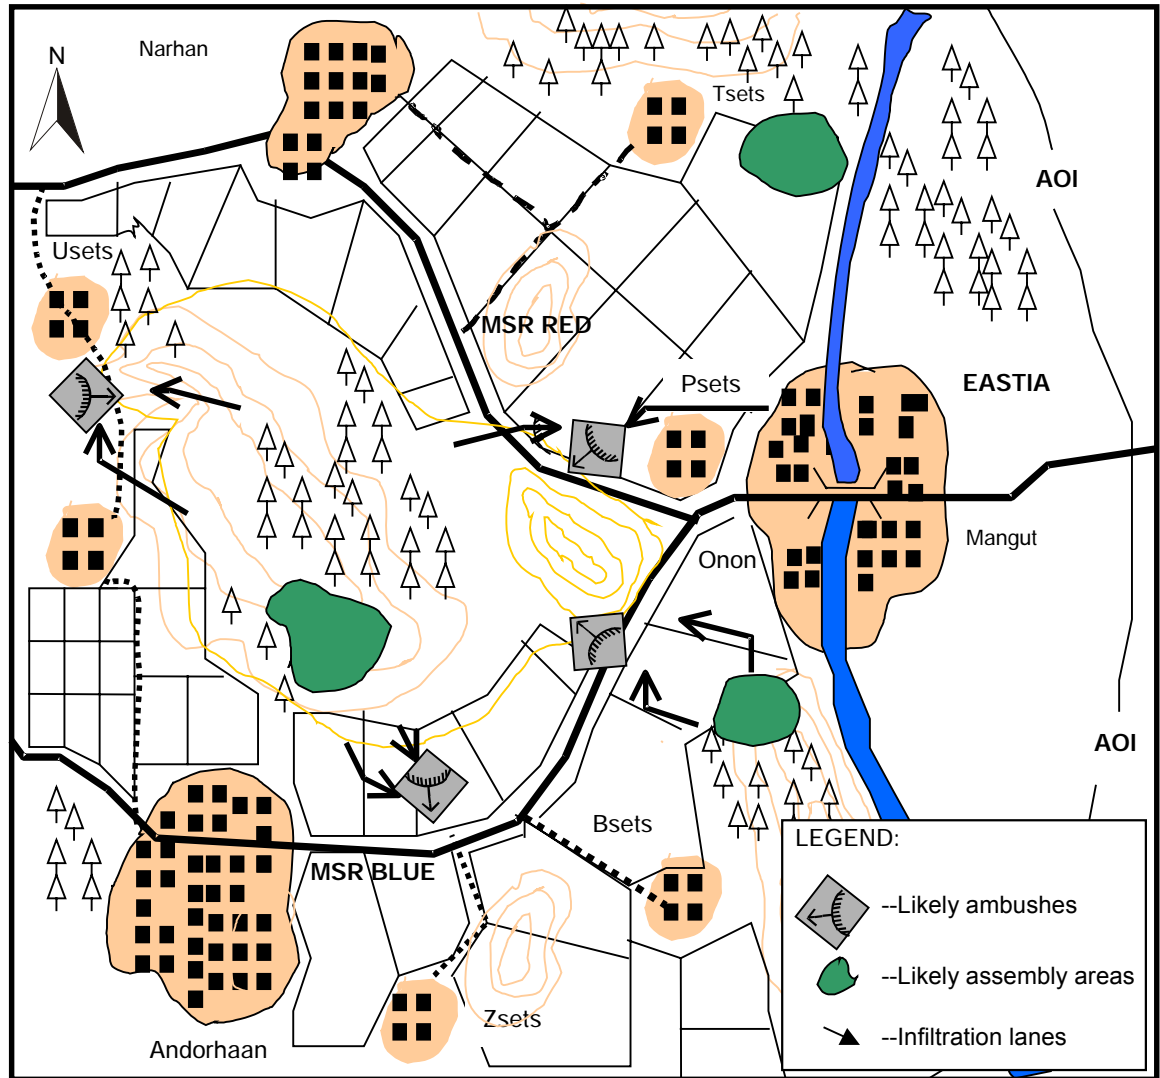 N
Narhan
Tsets
AOI
Usets
MSR RED
Psets
EASTIA
Mangut
Onon
AOI
Bsets
LEGEND:
MSR BLUE
--Likely ambushes
--Likely assembly areas
Zsets
--Infiltration lanes
Andorhaan